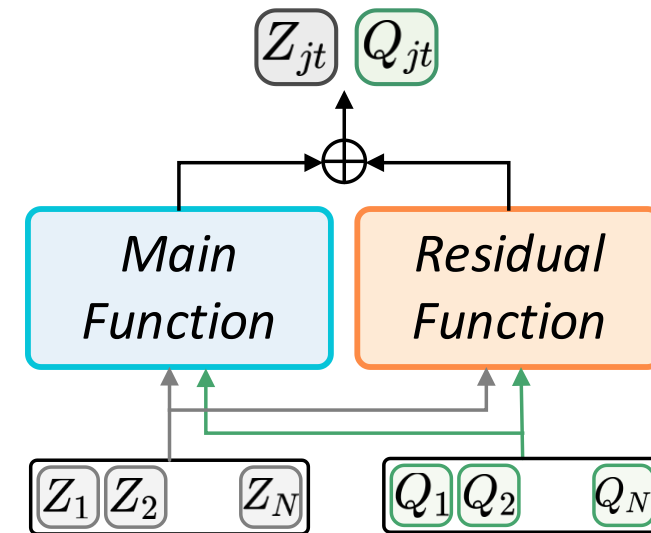 Z_{jt} Q_{jt}
Main Function
Residual Function
Z_1 Z_2 Z_N
Q_1 Q_2 Q_N